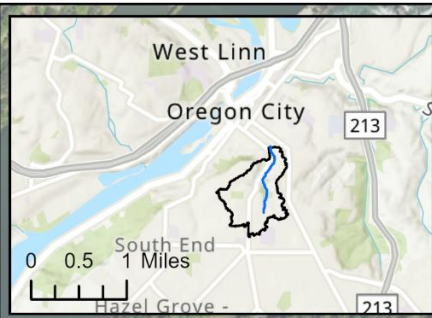 West Linn
Oregon City
213
South End
0 0.5 1 Miles
Hazel Grove -
213